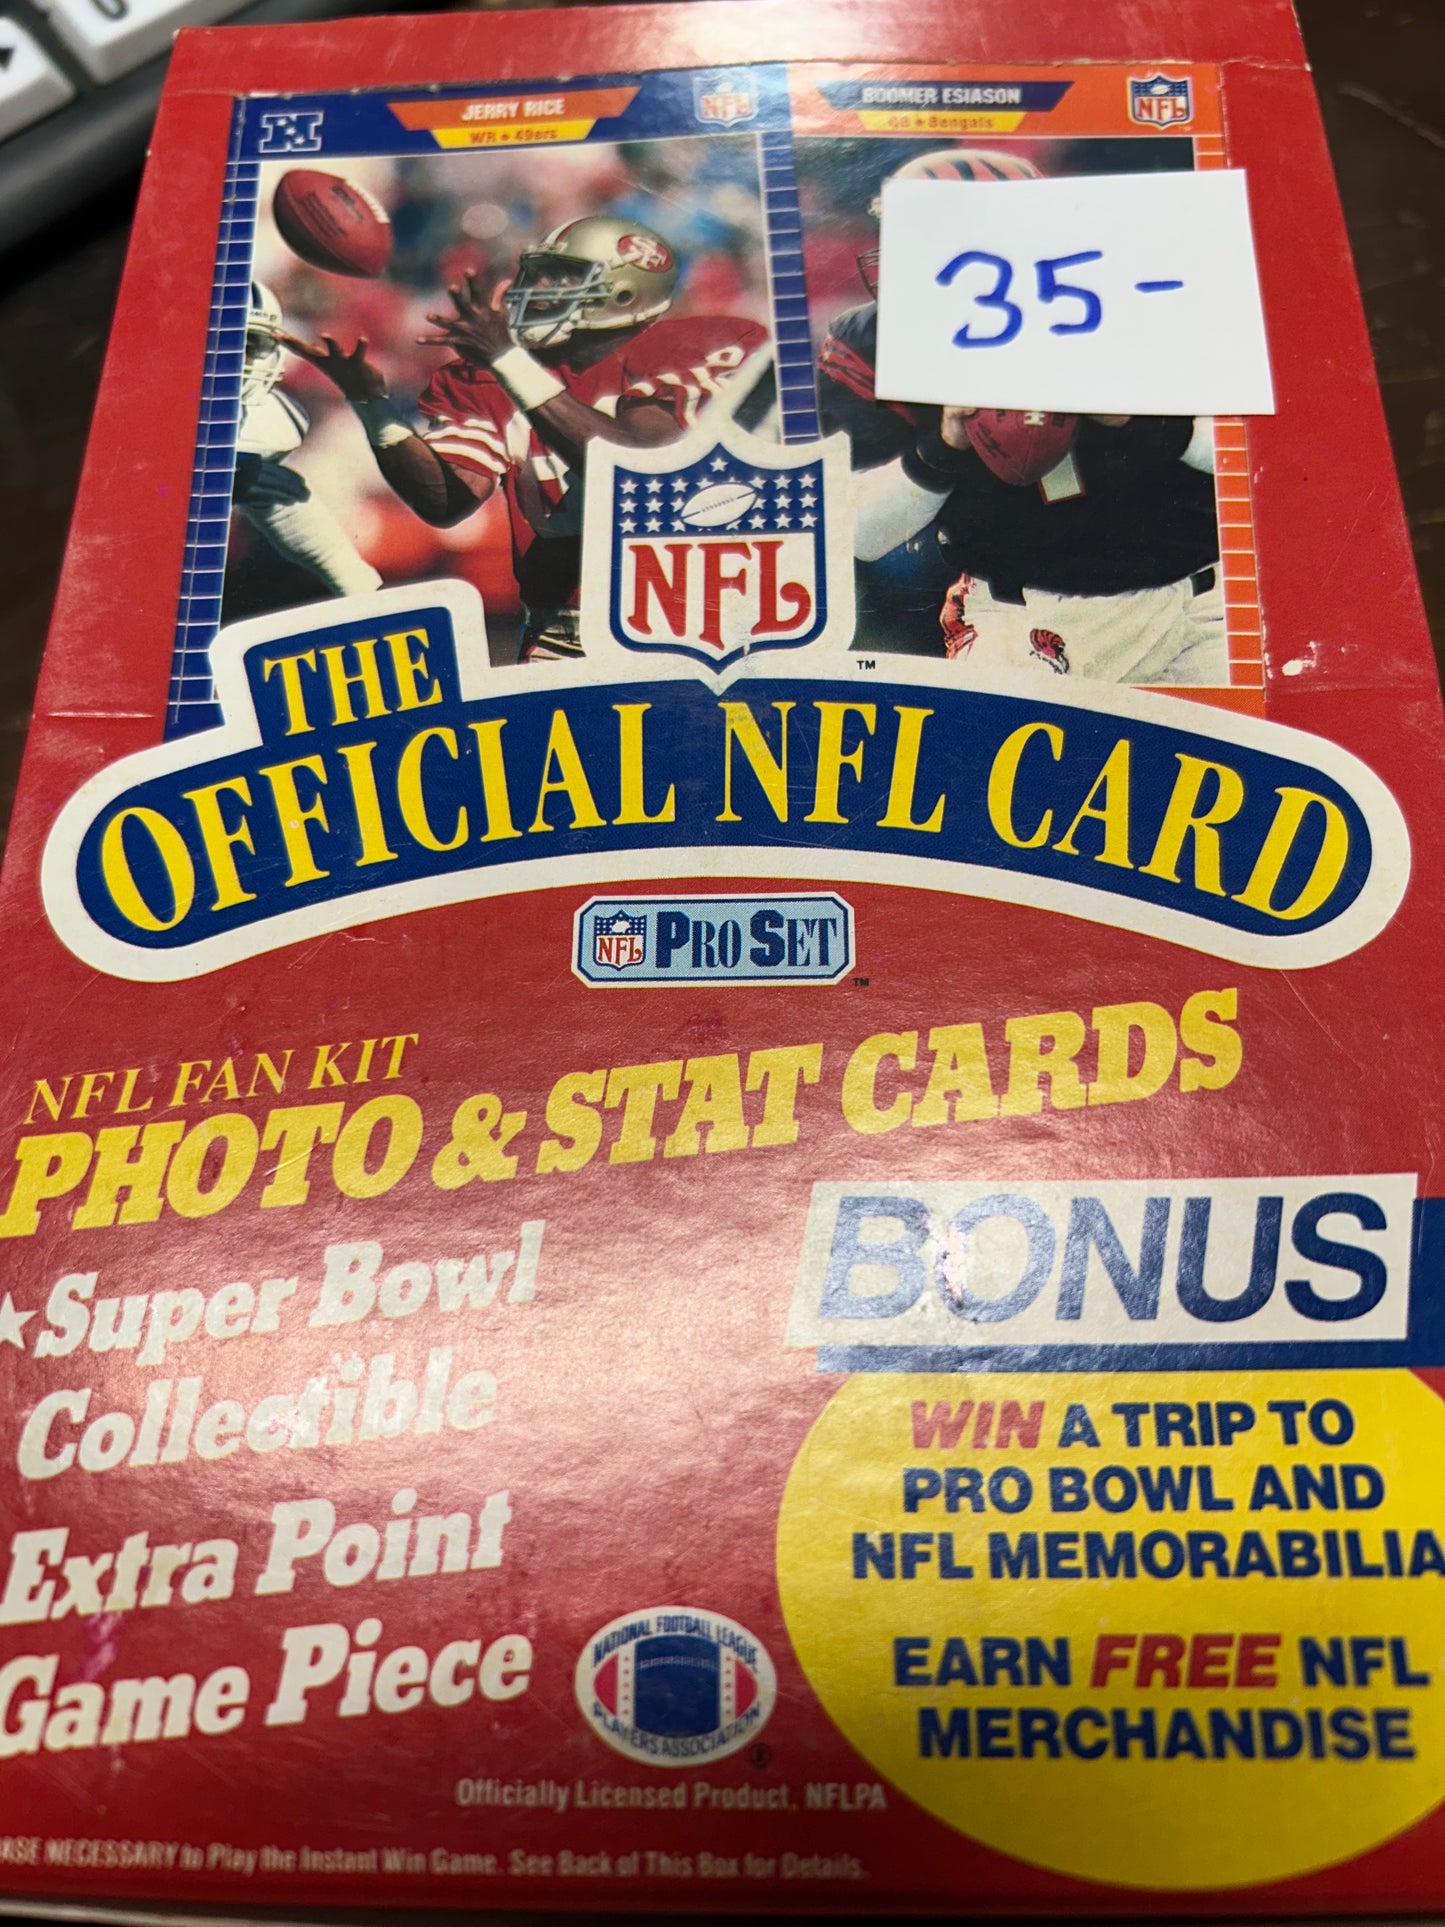 JERRY RICE
WR ★ 49ers
NFL
BOOMER ESIASON
QB ★ Bengals
NFL
35-
NFL
TM
THE
OFFICIAL NFL CARD
NFL PRO SET
TM
NFL FAN KIT
PHOTO & STAT CARDS
★Super Bowl
Collectible
Extra Point
Game Piece
BONUS
WIN A TRIP TO
PRO BOWL AND
NFL MEMORABILIA
EARN FREE NFL
MERCHANDISE
NATIONAL FOOTBALL LEAGUE
PLAYERS ASSOCIATION
®
Officially Licensed Product, NFLPA
NECESSARY to Play the Instant Win Game. See Back of This Box for Details.